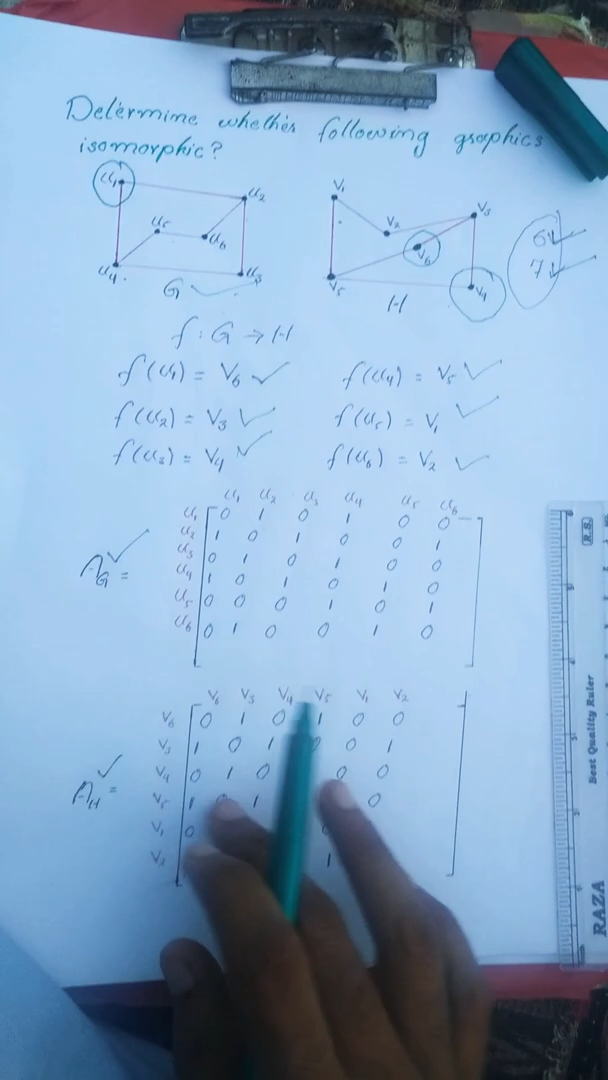 Determine whether following graphics
isomorphic?
u₁ u₂ u₅ u₆ u₄ u₃
G
V₁ V₂ V₃ V₆ V₅ V₄
H
6
7
f : G → H
f(u₁) = V₆ f(u₄) = V₅
f(u₂) = V₃ f(u₅) = V₁
f(u₃) = V₄ f(u₆) = V₂
u₁ u₂ u₃ u₄ u₅ u₆
u₁ 0 1 0 1 0 0
u₂ 1 0 1 0 0 1
u₃ 0 1 0 1 0 0
A_G =
u₄ 1 0 1 0 1 0
u₅ 0 0 0 1 0 1
u₆ 0 1 0 0 1 0
V₆ V₃ V₄ V₅ V₁ V₂
V₆ 0 1 0 1 0 0
V₃ 1 0 1 0 0 1
V₄ 0 1 0 0 0
A_H =
V₅ 1 0 1 0
V₁ 0
V₂ 1
R.S.
Best Quality Ruler
RAZA